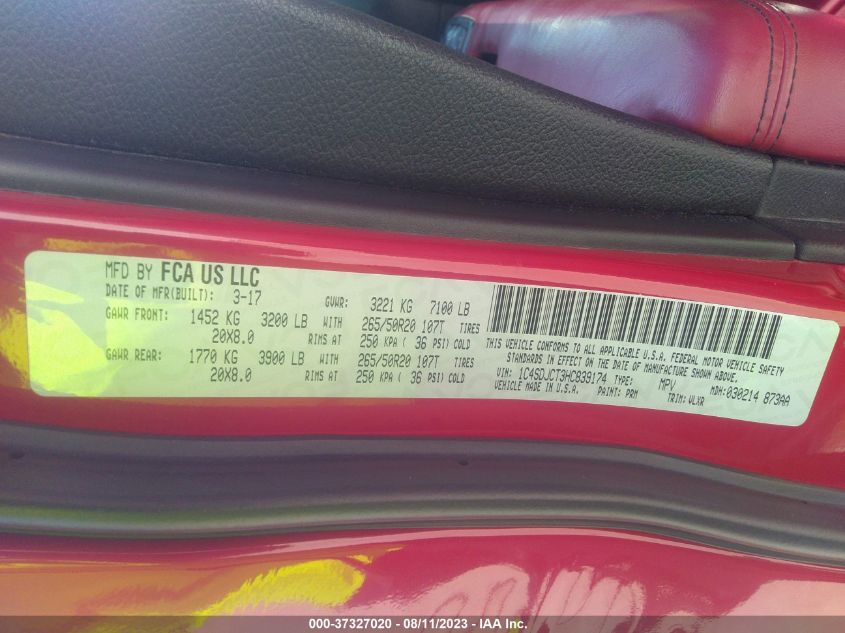 MFD BY FCA US LLC
DATE OF MFR(BUILT): 3-17 GVWR: 3221 KG 7100 LB
GAWR FRONT: 1452 KG 3200 LB WITH 265/50R20 107T TIRES
20X8.0 RIMS AT 250 KPA ( 36 PSI) COLD
GAWR REAR: 1770 KG 3900 LB WITH 265/50R20 107T TIRES
20X8.0 RIMS AT 250 KPA ( 36 PSI) COLD
THIS VEHICLE CONFORMS TO ALL APPLICABLE U.S.A. FEDERAL MOTOR VEHICLE SAFETY
STANDARDS IN EFFECT ON THE DATE OF MANUFACTURE SHOWN ABOVE.
VIN: 1C4SDJCT3HC839174 TYPE: MPV MDH: 030214 873AA
VEHICLE MADE IN U.S.A. PAINT: PRM TRIM: VLXR
000-37327020 - 08/11/2023 - IAA Inc.